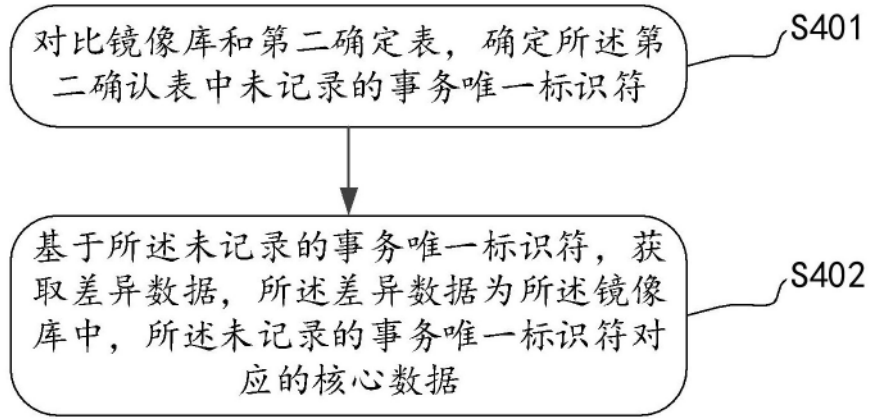 对比镜像库和第二确定表，确定所述第
二确认表中未记录的事务唯一标识符
S401
基于所述未记录的事务唯一标识符，获
取差异数据，所述差异数据为所述镜像
库中，所述未记录的事务唯一标识符对
应的核心数据
S402